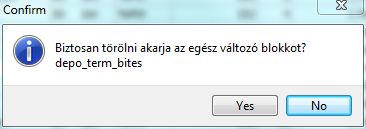 Confirm
Biztosan törölni akarja az egész változó blokkot?
depo_term_bites
Yes
No